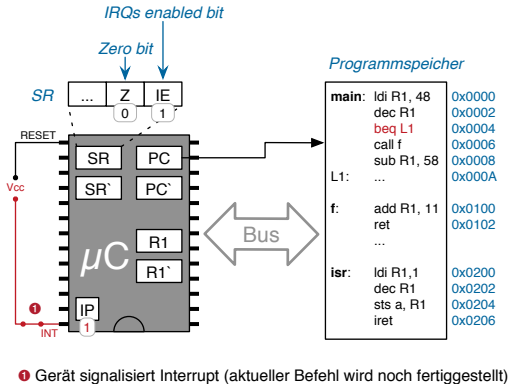 IRQs enabled bit
Zero bit
SR ... Z IE
0 1
RESET
Vcc
❶
INT
SR PC
SR` PC`
R1
R1`
µC
IP
1
Bus
Programmspeicher
main: ldi R1, 48 0x0000
dec R1 0x0002
beq L1 0x0004
call f 0x0006
sub R1, 58 0x0008
L1: ... 0x000A
f: add R1, 11 0x0100
ret 0x0102
...
isr: ldi R1,1 0x0200
dec R1 0x0202
sts a, R1 0x0204
iret 0x0206
❶ Gerät signalisiert Interrupt (aktueller Befehl wird noch fertiggestellt)